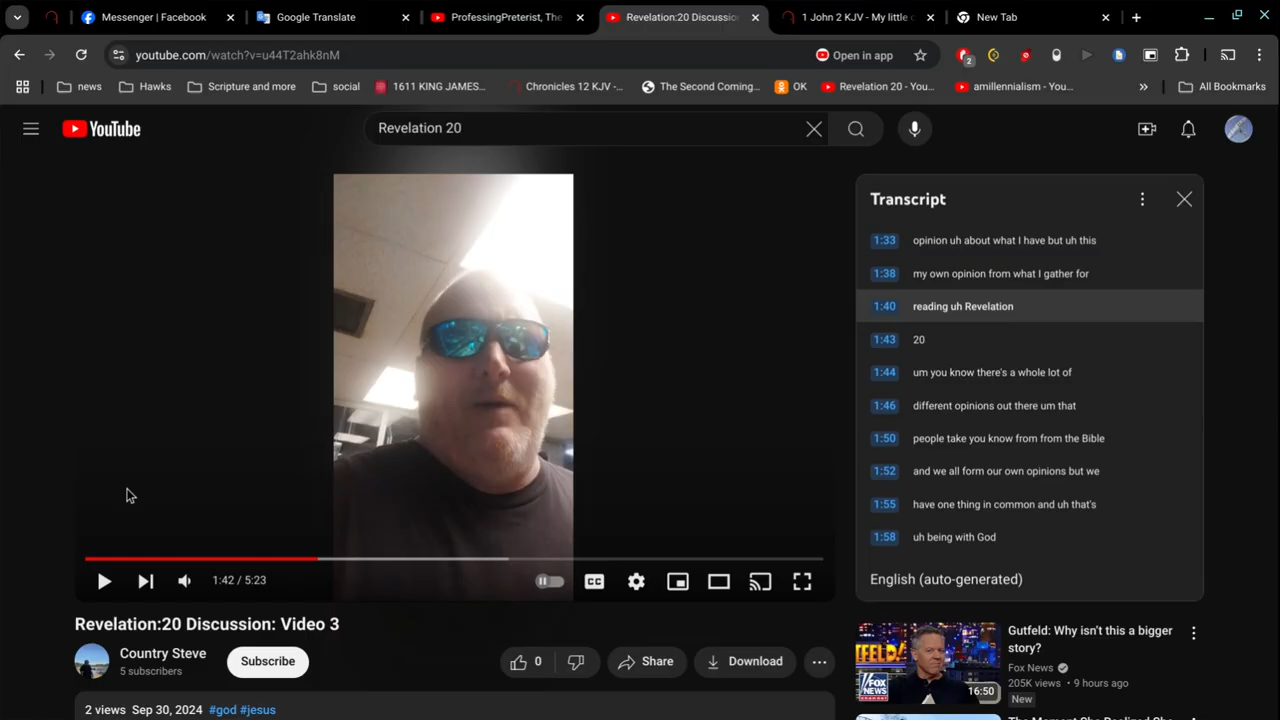 Messenger | Facebook
Google Translate
ProfessingPreterist, The
Revelation:20 Discussio
1 John 2 KJV - My little c
New Tab
youtube.com/watch?v=u44T2ahk8nM
Open in app
2
news
Hawks
Scripture and more
social
1611 KING JAMES...
Chronicles 12 KJV -...
The Second Coming...
OK
Revelation 20 - You...
amillennialism - You...
»
All Bookmarks
YouTube
Revelation 20
Transcript
1:33 opinion uh about what I have but uh this
1:38 my own opinion from what I gather for
1:40 reading uh Revelation
1:43 20
1:44 um you know there's a whole lot of
1:46 different opinions out there um that
1:50 people take you know from from the Bible
1:52 and we all form our own opinions but we
1:55 have one thing in common and uh that's
1:58 uh being with God
English (auto-generated)
1:42 / 5:23
CC
Revelation:20 Discussion: Video 3
Country Steve
5 subscribers
Subscribe
0
Share
Download
2 views Sep 30, 2024 #god #jesus
Gutfeld: Why isn't this a bigger
story?
Fox News
205K views • 9 hours ago
New
16:50